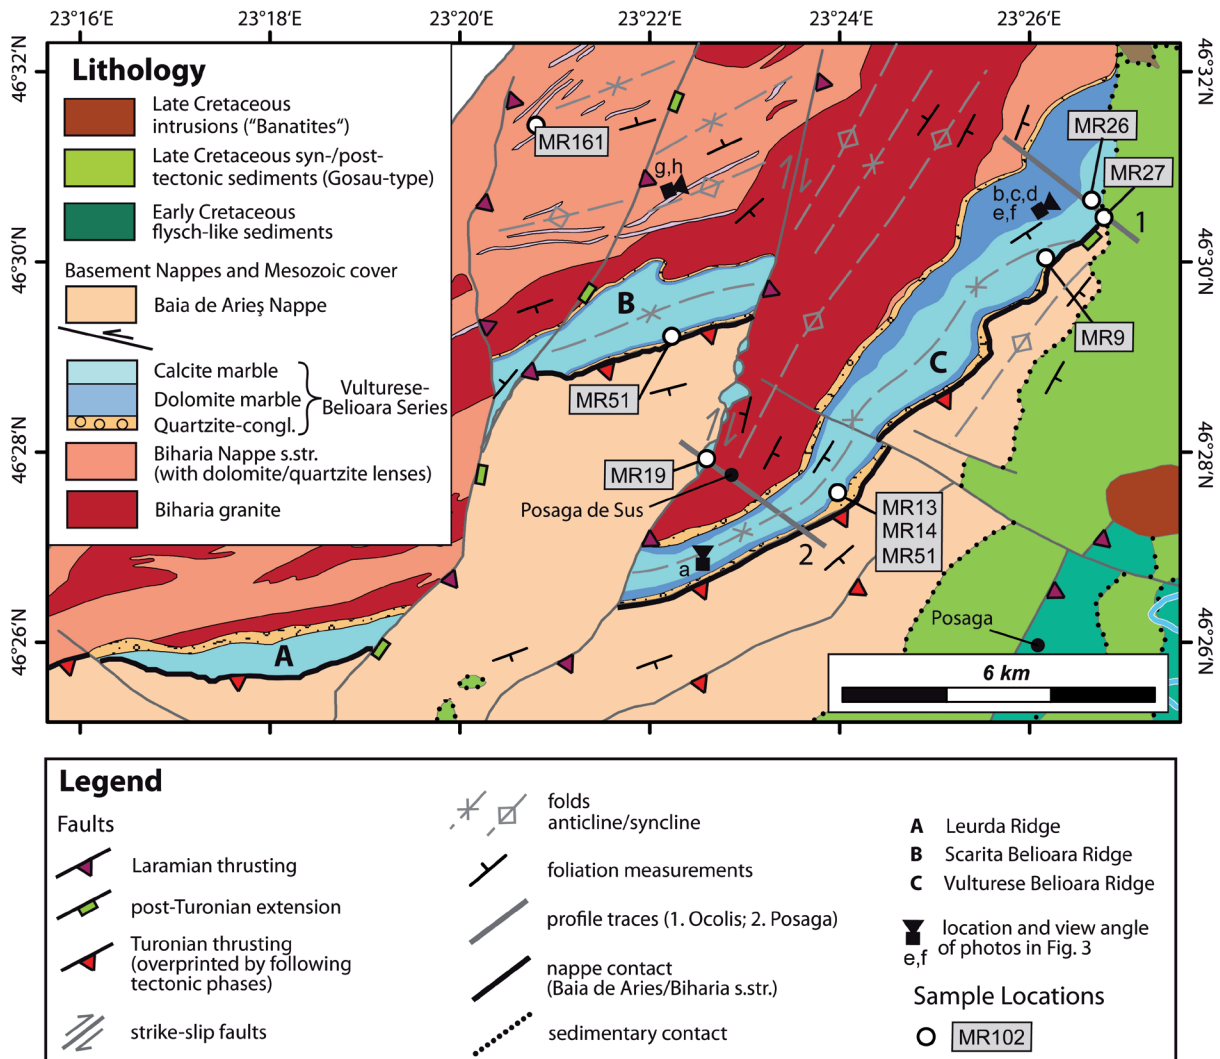 23°16´E
23°18´E
23°20´E
23°22´E
23°24´E
23°26´E
46°32´N
46°30´N
46°28´N
46°26´N
46°32´N
46°30´N
46°28´N
46°26´N
Lithology
Late Cretaceous
intrusions ("Banatites“)
Late Cretaceous syn-/post-
tectonic sediments (Gosau-type)
Early Cretaceous
flysch-like sediments
Basement Nappes and Mesozoic cover
Baia de Arieş Nappe
Calcite marble
Dolomite marble
Quartzite-congl.
Vulturese-
Belioara Series
Biharia Nappe s.str.
(with dolomite/quartzite lenses)
Biharia granite
MR161
g,h
MR26
MR27
b,c,d
e,f
1
B
MR9
MR51
C
MR19
Posaga de Sus
MR13
MR14
MR51
2
a
A
Posaga
6 km
Legend
Faults
Laramian thrusting
post-Turonian extension
Turonian thrusting
(overprinted by following
tectonic phases)
strike-slip faults
folds
anticline/syncline
foliation measurements
profile traces (1. Ocolis; 2. Posaga)
nappe contact
(Baia de Aries/Biharia s.str.)
sedimentary contact
A Leurda Ridge
B Scarita Belioara Ridge
C Vulturese Belioara Ridge
location and view angle
of photos in Fig. 3
e,f
Sample Locations
MR102